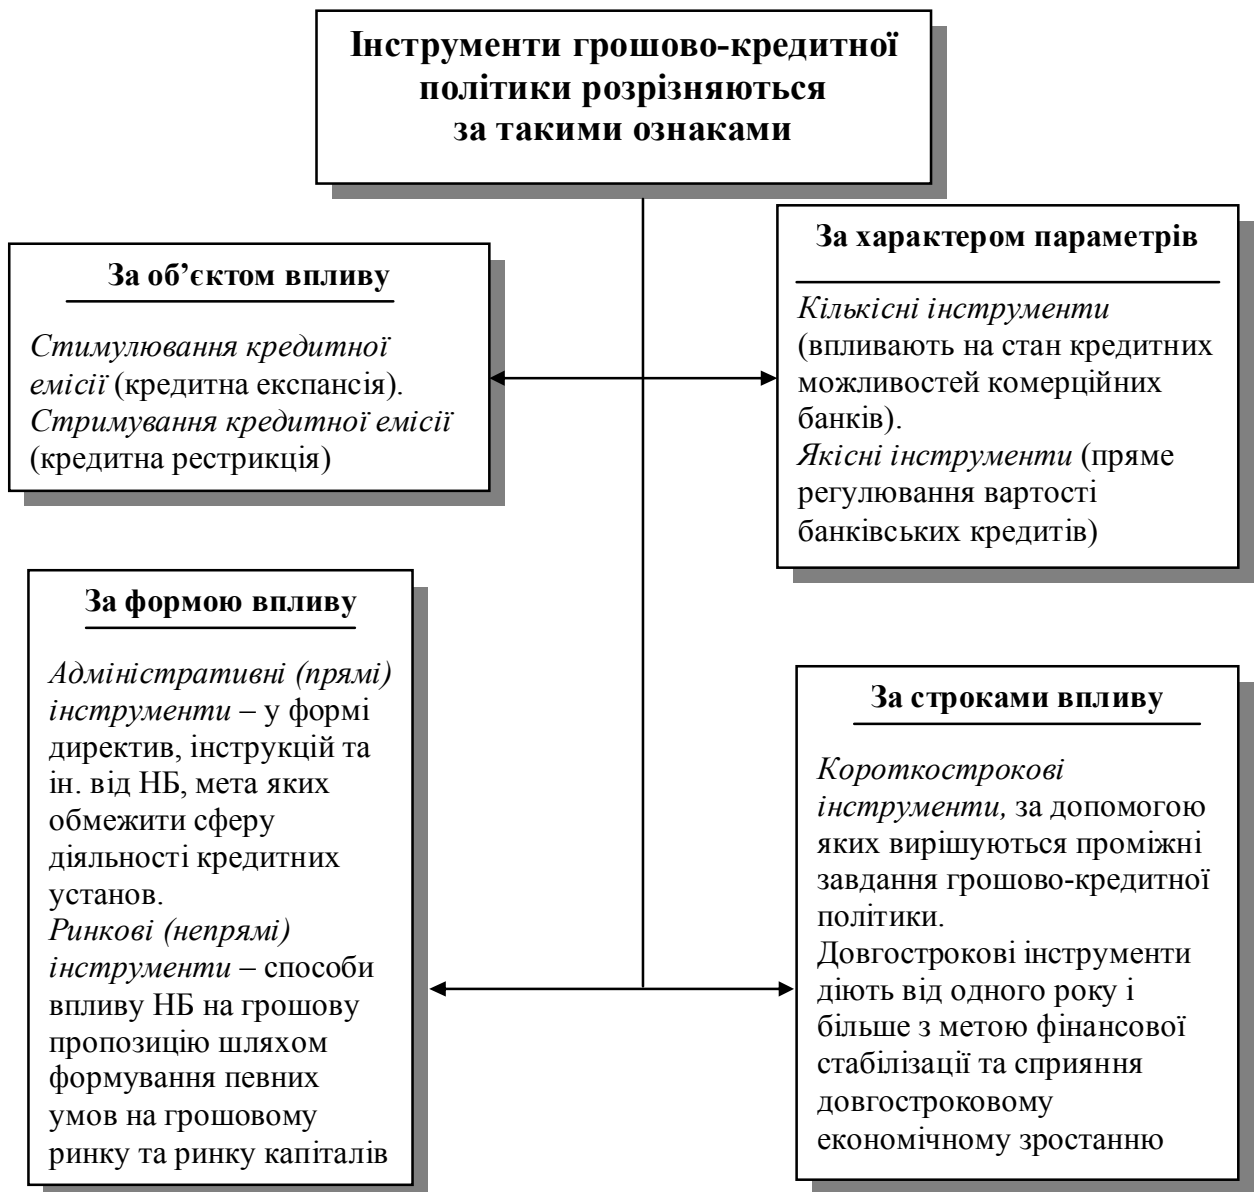 Інструменти грошово-кредитної
політики розрізняються
за такими ознаками
За об’єктом впливу
Стимулювання кредитної
емісії (кредитна експансія).
Стримування кредитної емісії
(кредитна рестрикція)
За характером параметрів
Кількісні інструменти
(впливають на стан кредитних
можливостей комерційних
банків).
Якісні інструменти (пряме
регулювання вартості
банківських кредитів)
За формою впливу
Адміністративні (прямі)
інструменти – у формі
директив, інструкцій та
ін. від НБ, мета яких
обмежити сферу
діяльності кредитних
установ.
Ринкові (непрямі)
інструменти – способи
впливу НБ на грошову
пропозицію шляхом
формування певних
умов на грошовому
ринку та ринку капіталів
За строками впливу
Короткострокові
інструменти, за допомогою
яких вирішуються проміжні
завдання грошово-кредитної
політики.
Довгострокові інструменти
діють від одного року і
більше з метою фінансової
стабілізації та сприяння
довгостроковому
економічному зростанню